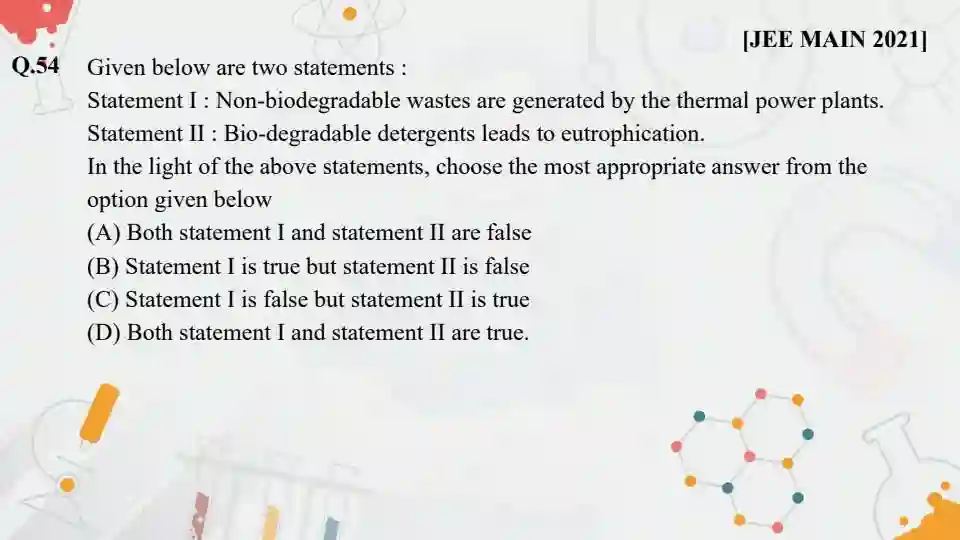 [JEE MAIN 2021]
Q.54 Given below are two statements :
Statement I : Non-biodegradable wastes are generated by the thermal power plants.
Statement II : Bio-degradable detergents leads to eutrophication.
In the light of the above statements, choose the most appropriate answer from the
option given below
(A) Both statement I and statement II are false
(B) Statement I is true but statement II is false
(C) Statement I is false but statement II is true
(D) Both statement I and statement II are true.